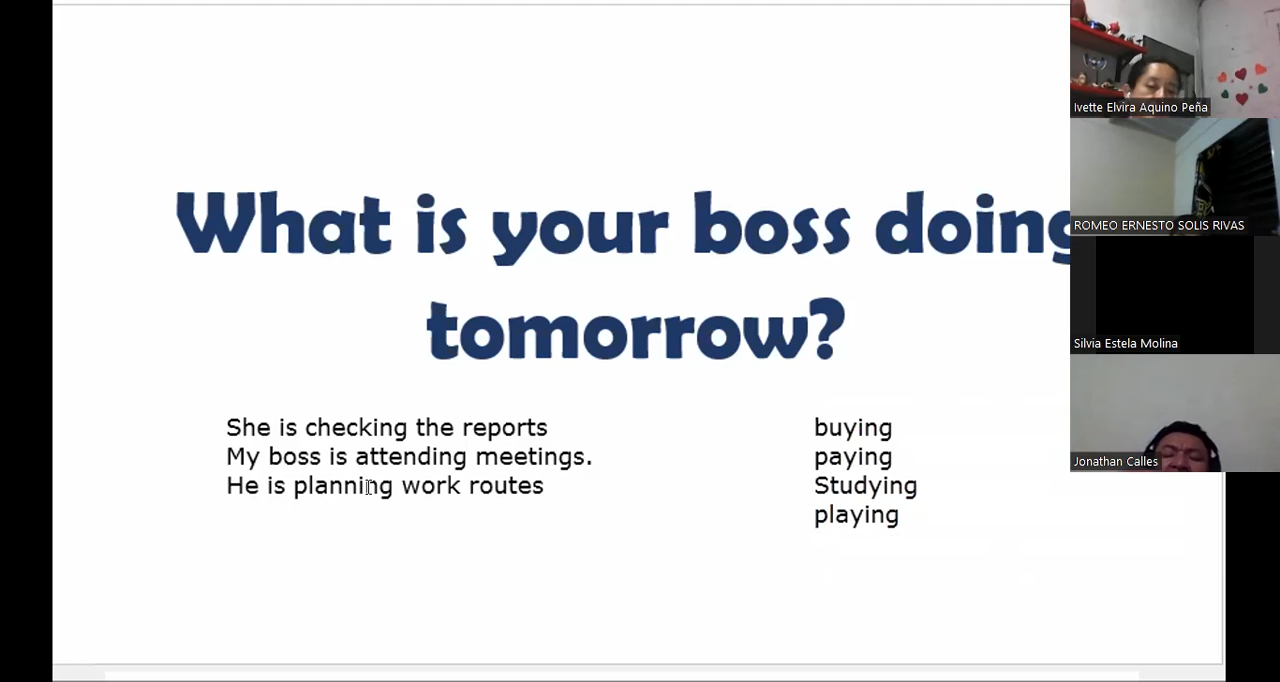 What is your boss doing
tomorrow?
She is checking the reports
My boss is attending meetings.
He is planning work routes
buying
paying
Studying
playing
Ivette Elvira Aquino Peña
ROMEO ERNESTO SOLIS RIVAS
Silvia Estela Molina
Jonathan Calles